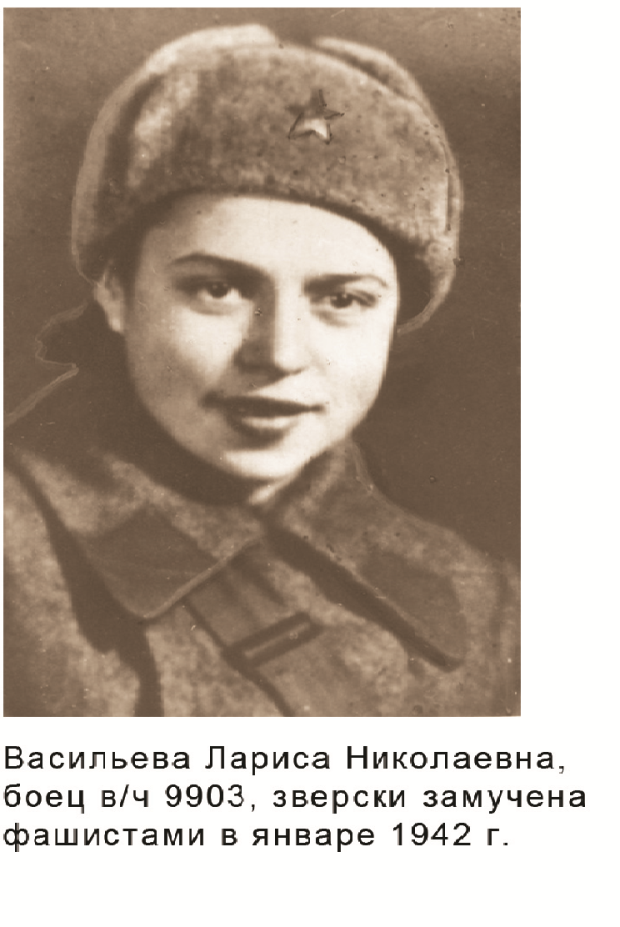 Васильева Лариса Николаевна,
боец в/ч 9903, зверски замучена
фашистами в январе 1942 г.